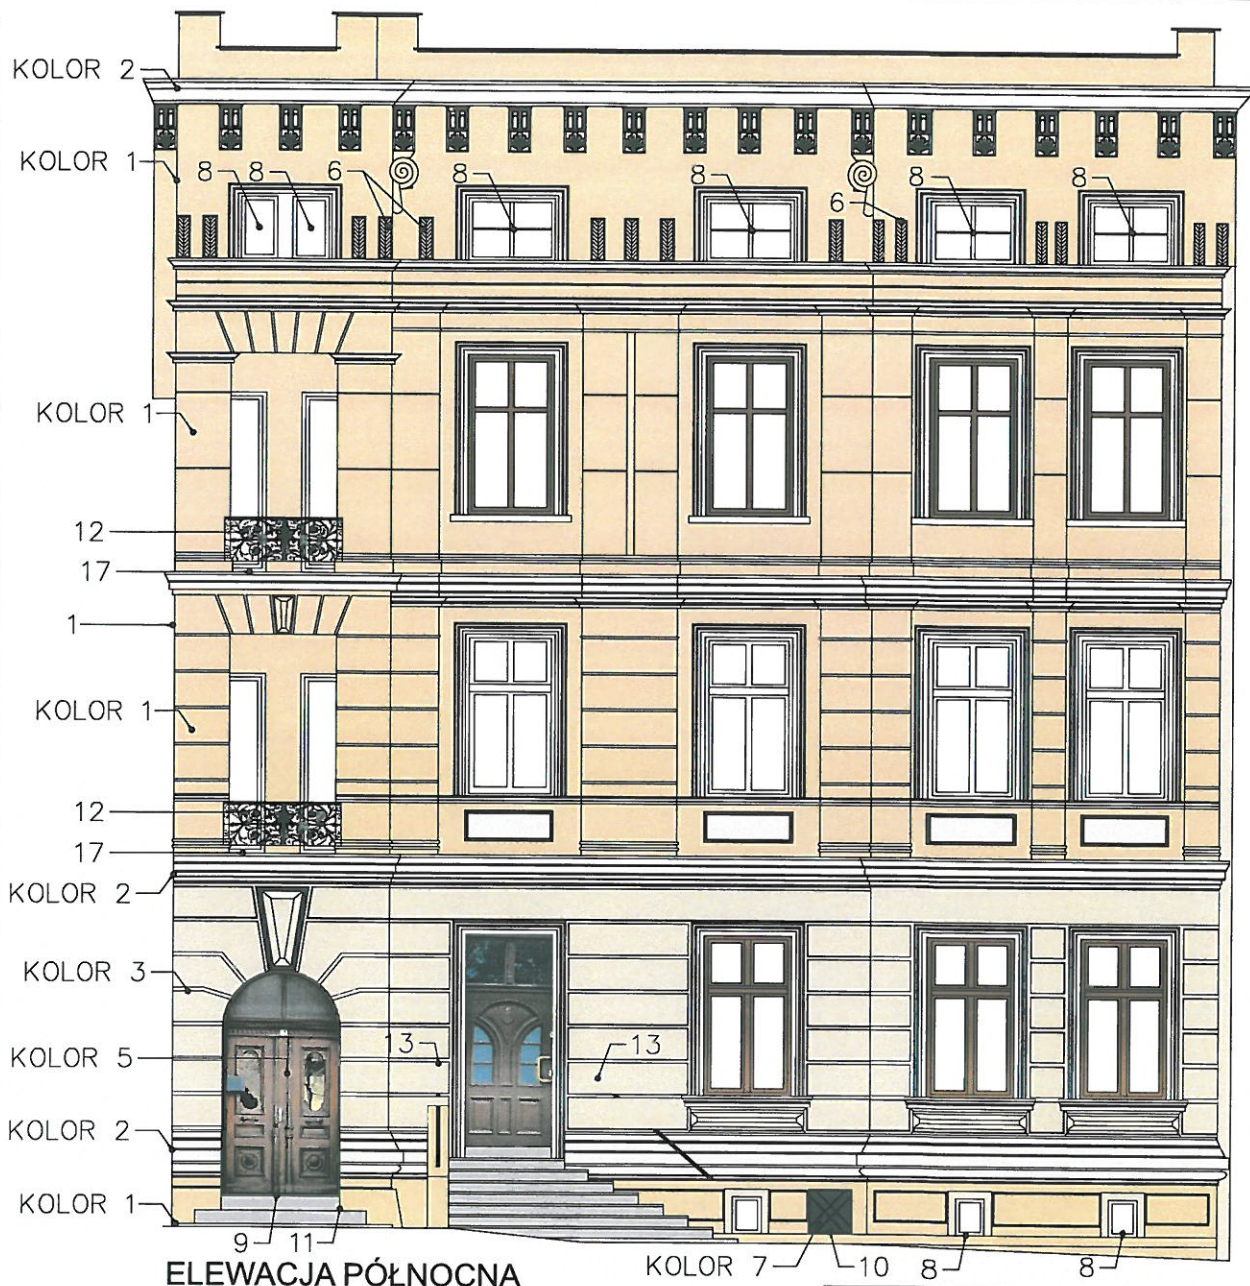 KOLOR 2
KOLOR 1
8 8 6 8 8 6 8 8
KOLOR 1
12
17
1
KOLOR 1
12
17
KOLOR 2
KOLOR 3
KOLOR 5
13 13
KOLOR 2
KOLOR 1
9 11
KOLOR 7 10 8 8
ELEWACJA PÓŁNOCNA